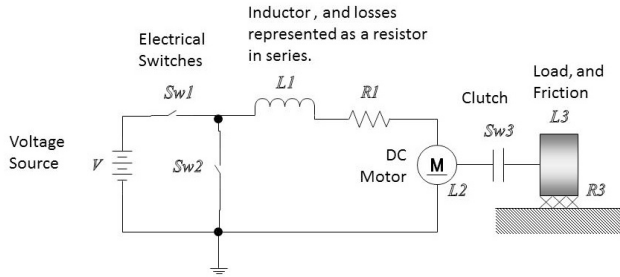 Inductor , and losses
represented as a resistor
in series.
Electrical
Switches
Sw1
L1
R1
Clutch
Sw3
Load, and
Friction
L3
Voltage
Source
V
Sw2
DC
Motor
M
L2
R3